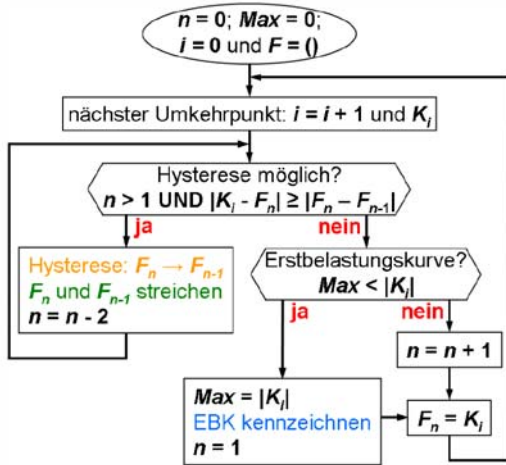 n = 0; Max = 0;
i = 0 und F = ()
nächster Umkehrpunkt: i = i + 1 und Kᵢ
Hysterese möglich?
n > 1 UND |Kᵢ - Fₙ| ≥ |Fₙ – Fₙ₋₁|
ja
nein
Hysterese: Fₙ → Fₙ₋₁
Fₙ und Fₙ₋₁ streichen
n = n - 2
Erstbelastungskurve?
Max < |Kᵢ|
ja
nein
n = n + 1
Max = |Kᵢ|
EBK kennzeichnen
n = 1
Fₙ = Kᵢ